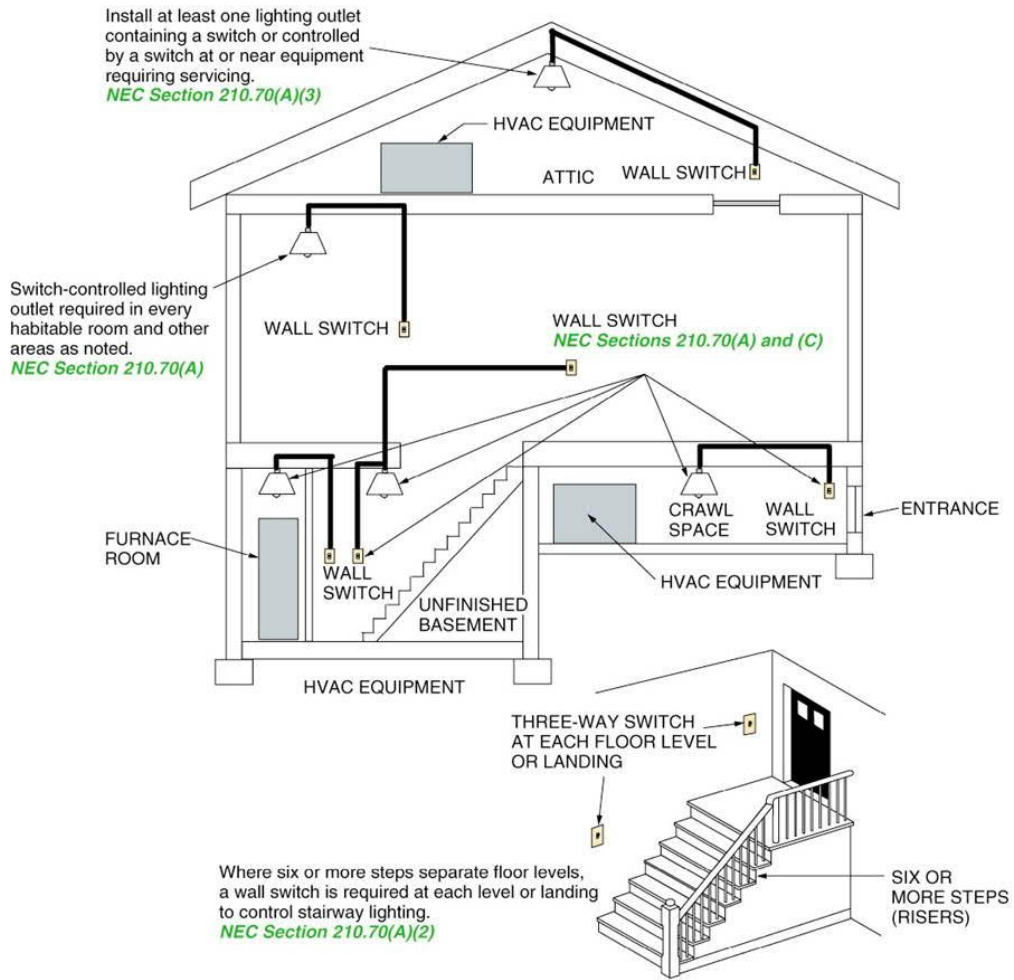 Install at least one lighting outlet
containing a switch or controlled
by a switch at or near equipment
requiring servicing.
NEC Section 210.70(A)(3)
HVAC EQUIPMENT
ATTIC
WALL SWITCH
Switch-controlled lighting
outlet required in every
habitable room and other
areas as noted.
NEC Section 210.70(A)
WALL SWITCH
WALL SWITCH
NEC Sections 210.70(A) and (C)
FURNACE
ROOM
WALL
SWITCH
UNFINISHED
BASEMENT
HVAC EQUIPMENT
CRAWL
SPACE
WALL
SWITCH
ENTRANCE
HVAC EQUIPMENT
THREE-WAY SWITCH
AT EACH FLOOR LEVEL
OR LANDING
Where six or more steps separate floor levels,
a wall switch is required at each level or landing
to control stairway lighting.
NEC Section 210.70(A)(2)
SIX OR
MORE STEPS
(RISERS)